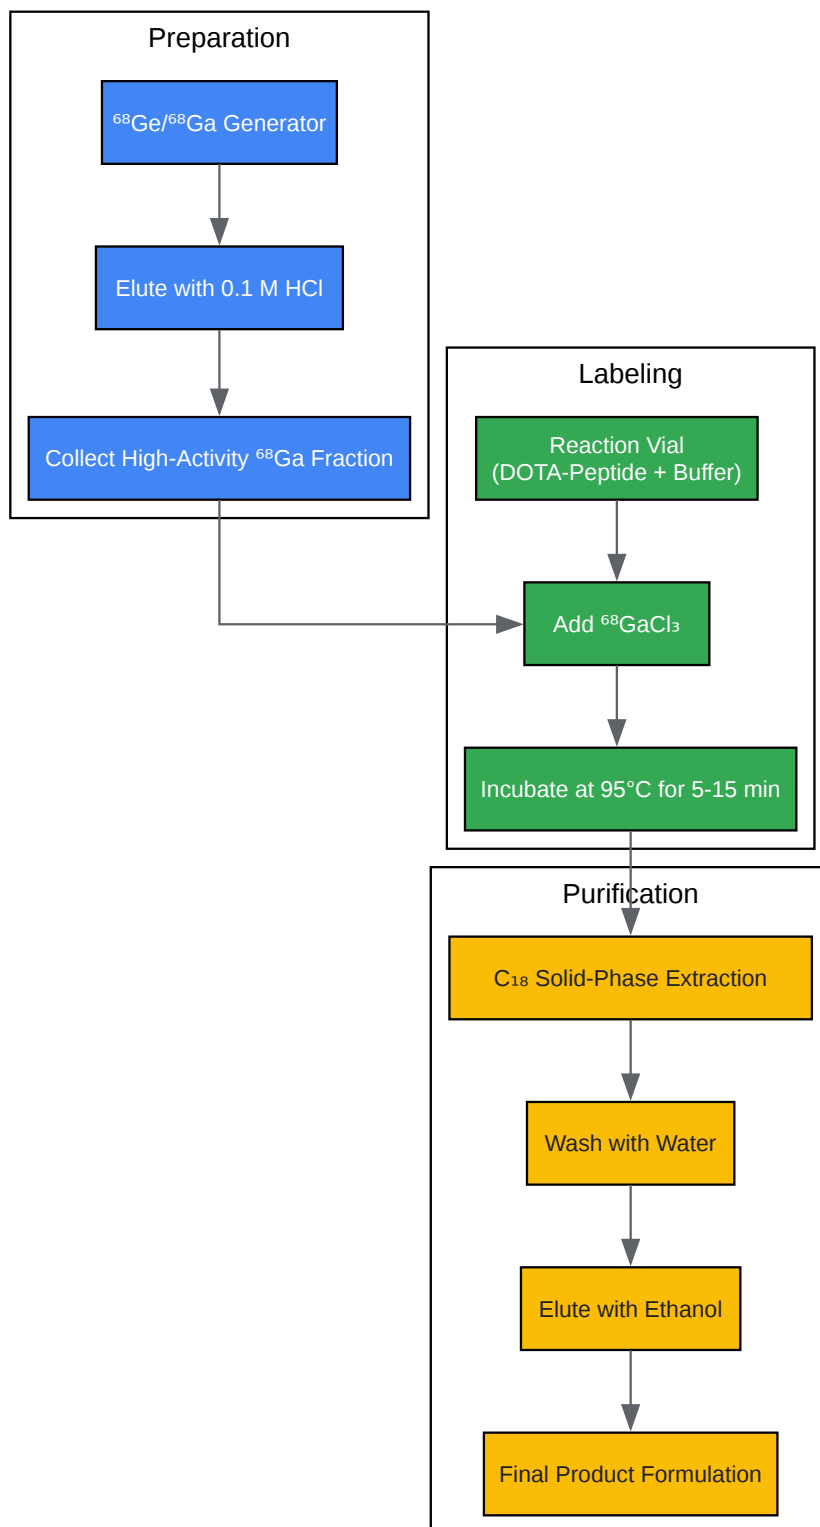 Preparation
⁶⁸Ge/⁶⁸Ga Generator
Elute with 0.1 M HCl
Collect High-Activity ⁶⁸Ga Fraction
Labeling
Reaction Vial
(DOTA-Peptide + Buffer)
Add ⁶⁸GaCl₃
Incubate at 95°C for 5-15 min
Purification
C₁₈ Solid-Phase Extraction
Wash with Water
Elute with Ethanol
Final Product Formulation